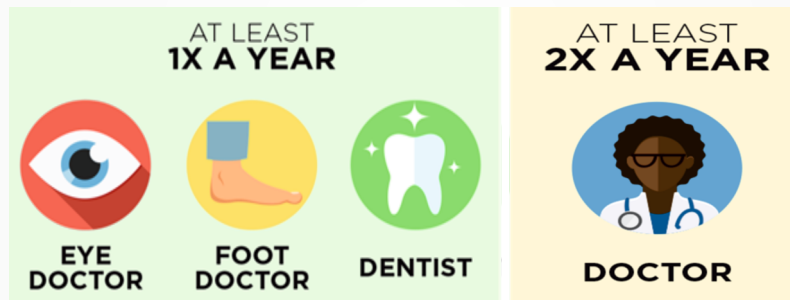 AT LEAST
1X A YEAR
EYE
DOCTOR
FOOT
DOCTOR
DENTIST
AT LEAST
2X A YEAR
DOCTOR